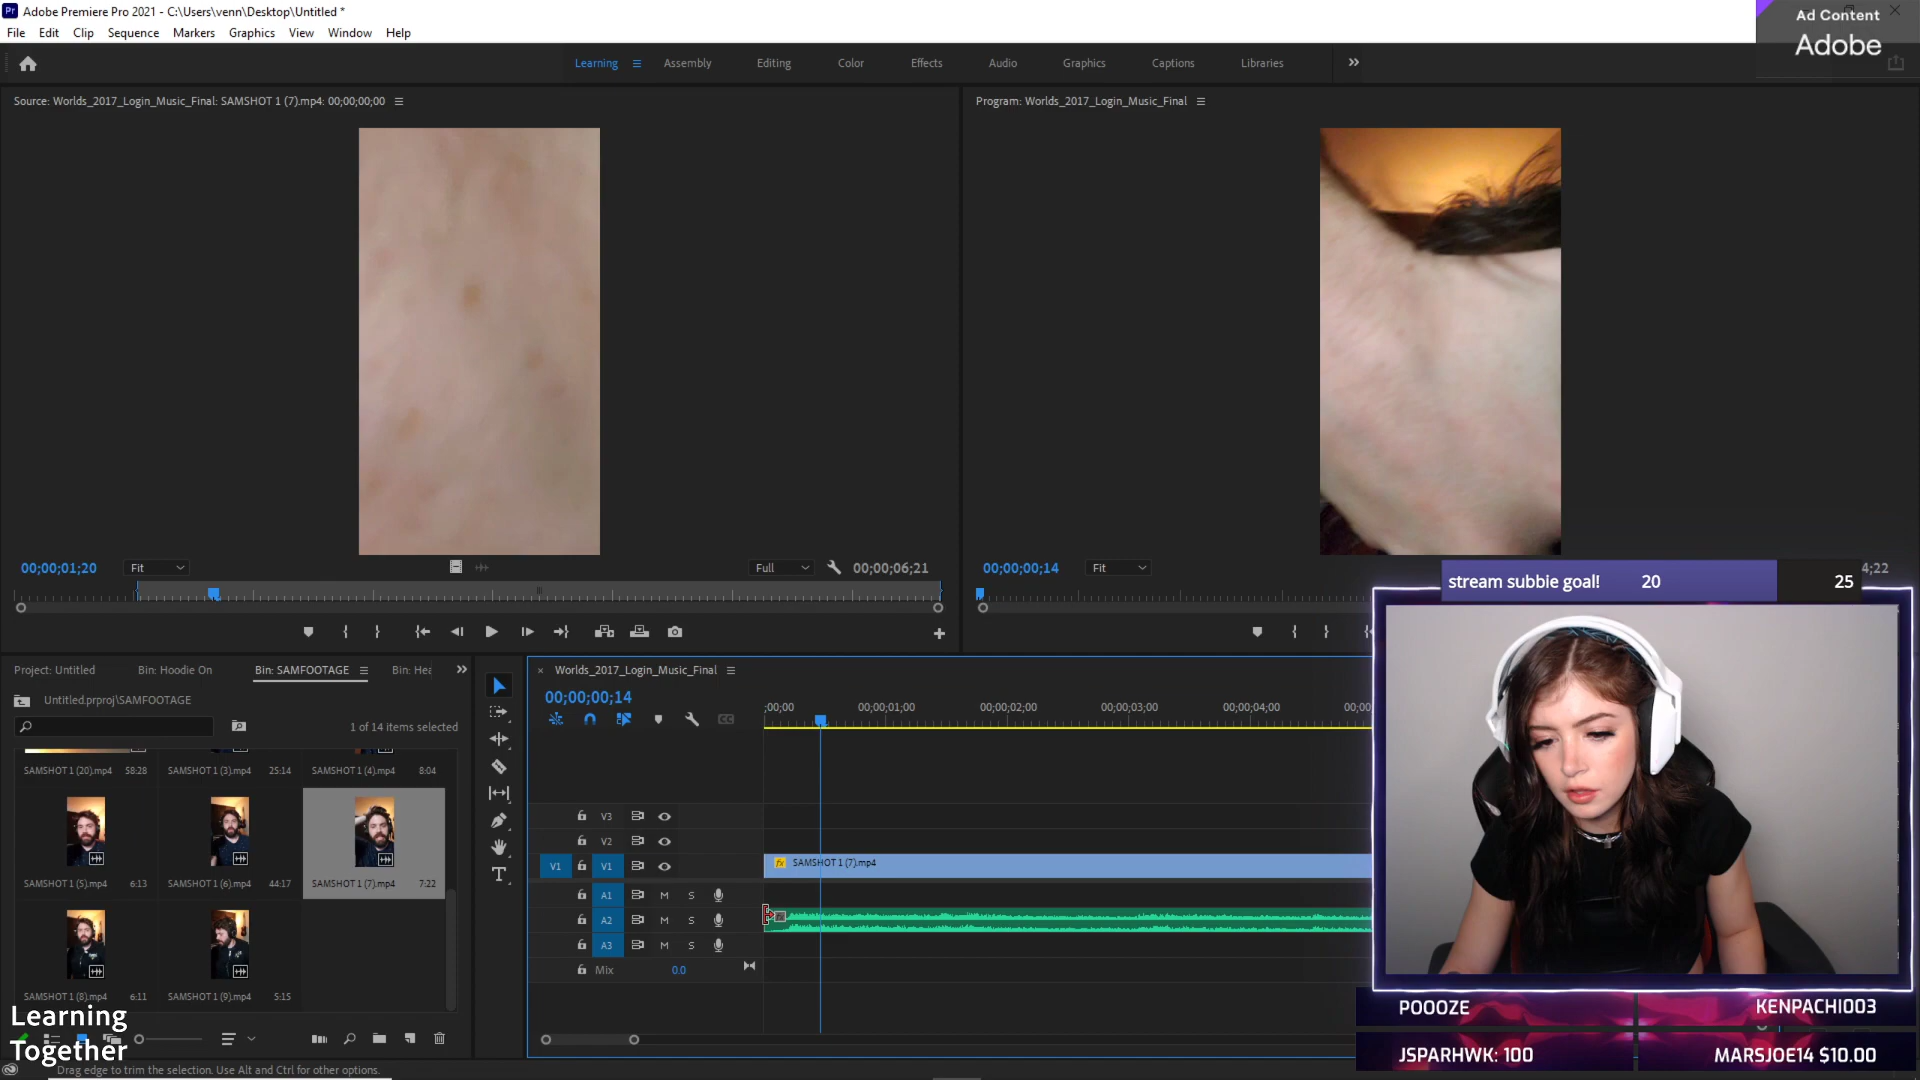 Adobe Premiere Pro 2021 - C:\Users\venn\Desktop\Untitled *
Ad Content
Adobe
File Edit Clip Sequence Markers Graphics View Window Help
Learning Assembly Editing Color Effects Audio Graphics Captions Libraries
Source: Worlds_2017_Login_Music_Final: SAMSHOT 1 (7).mp4: 00;00;00;00
Program: Worlds_2017_Login_Music_Final
00;00;01;20 Fit Full 00;00;06;21
00;00;00;14 Fit 4;22
stream subbie goal! 20 25
Project: Untitled Bin: Hoodie On Bin: SAMFOOTAGE Bin: He
Untitled.prproj\SAMFOOTAGE
1 of 14 items selected
SAMSHOT 1 (20).mp4 58:28 SAMSHOT 1 (3).mp4 25:14 SAMSHOT 1 (4).mp4 8:04
SAMSHOT 1 (5).mp4 6:13 SAMSHOT 1 (6).mp4 44:17 SAMSHOT 1 (7).mp4 7:22
SAMSHOT 1 (8).mp4 6:11 SAMSHOT 1 (9).mp4 5:15
Worlds_2017_Login_Music_Final
00;00;00;14
;00;00 00;00;01;00 00;00;02;00 00;00;03;00 00;00;04;00 00;00
V3
V2
V1 V1 SAMSHOT 1 (7).mp4
A1 M S
A2 M S
A3 M S
Mix 0.0
Learning
Together
Drag edge to trim the selection. Use Alt and Ctrl for other options.
POOOZE KENPACHI003
JSPARHWK: 100 MARSJOE14 $10.00